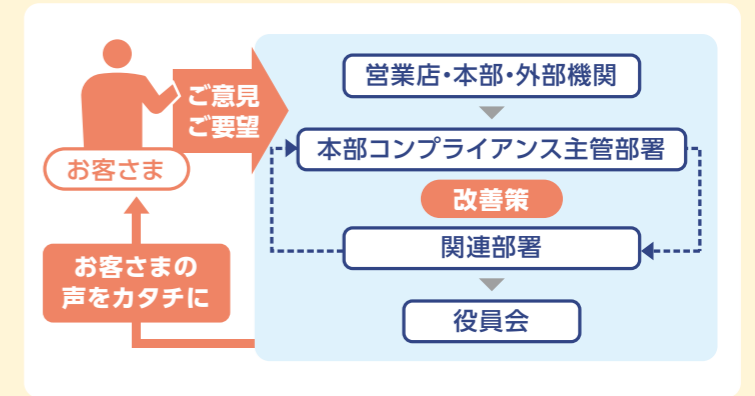 ご意見
ご要望
お客さま
お客さまの
声をカタチに
営業店・本部・外部機関
本部コンプライアンス主管部署
改善策
関連部署
役員会